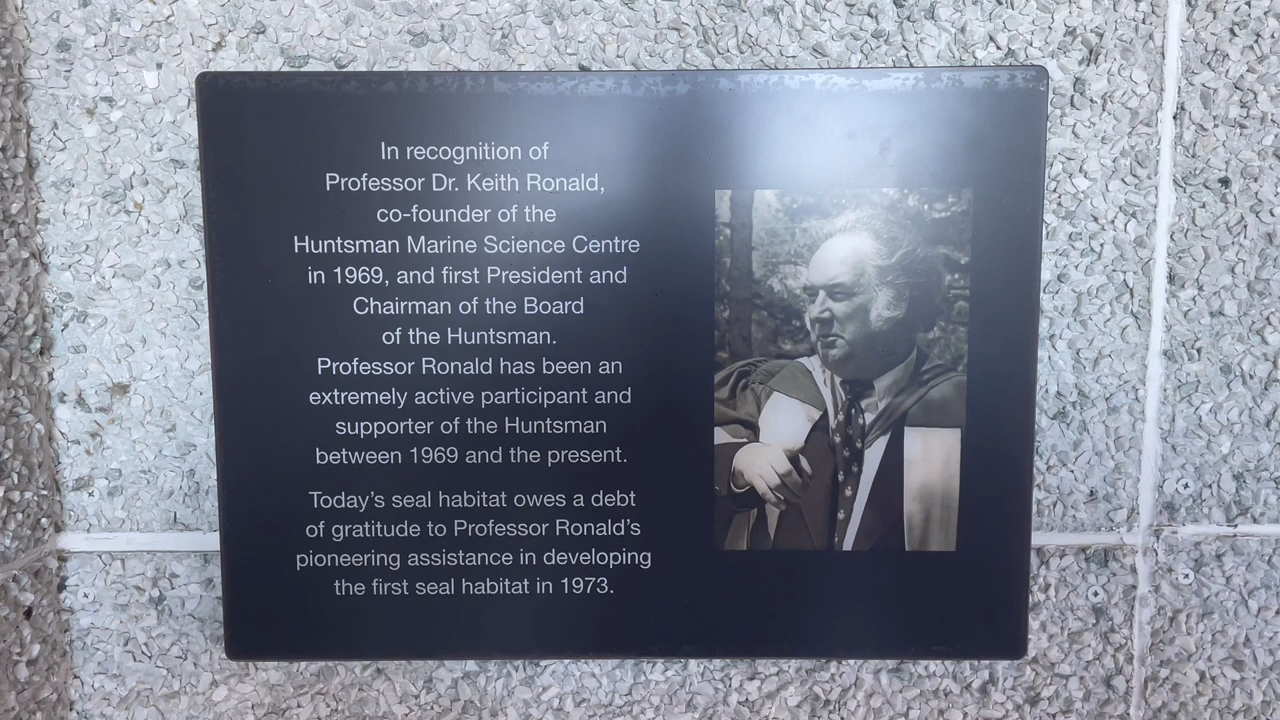 In recognition of
Professor Dr. Keith Ronald,
co-founder of the
Huntsman Marine Science Centre
in 1969, and first President and
Chairman of the Board
of the Huntsman.
Professor Ronald has been an
extremely active participant and
supporter of the Huntsman
between 1969 and the present.
Today’s seal habitat owes a debt
of gratitude to Professor Ronald’s
pioneering assistance in developing
the first seal habitat in 1973.